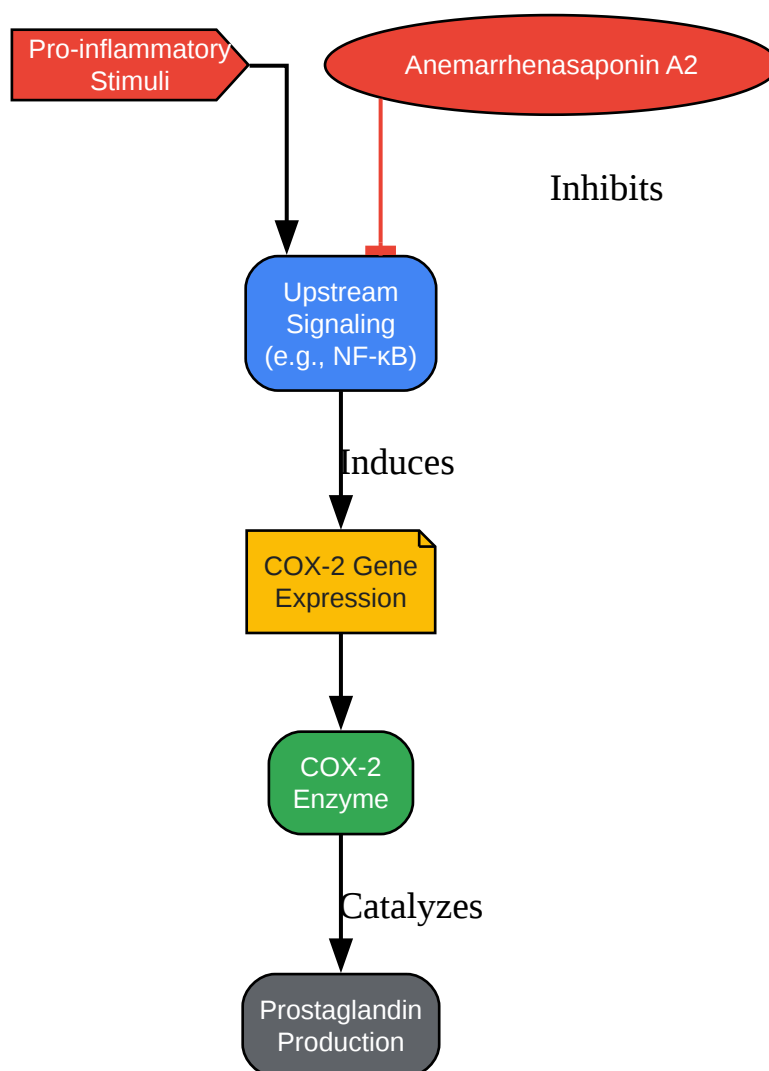 Pro-inflammatory
Stimuli
Anemarrhenasaponin A2
Inhibits
Upstream
Signaling
(e.g., NF-κB)
Induces
COX-2 Gene
Expression
COX-2
Enzyme
Catalyzes
Prostaglandin
Production